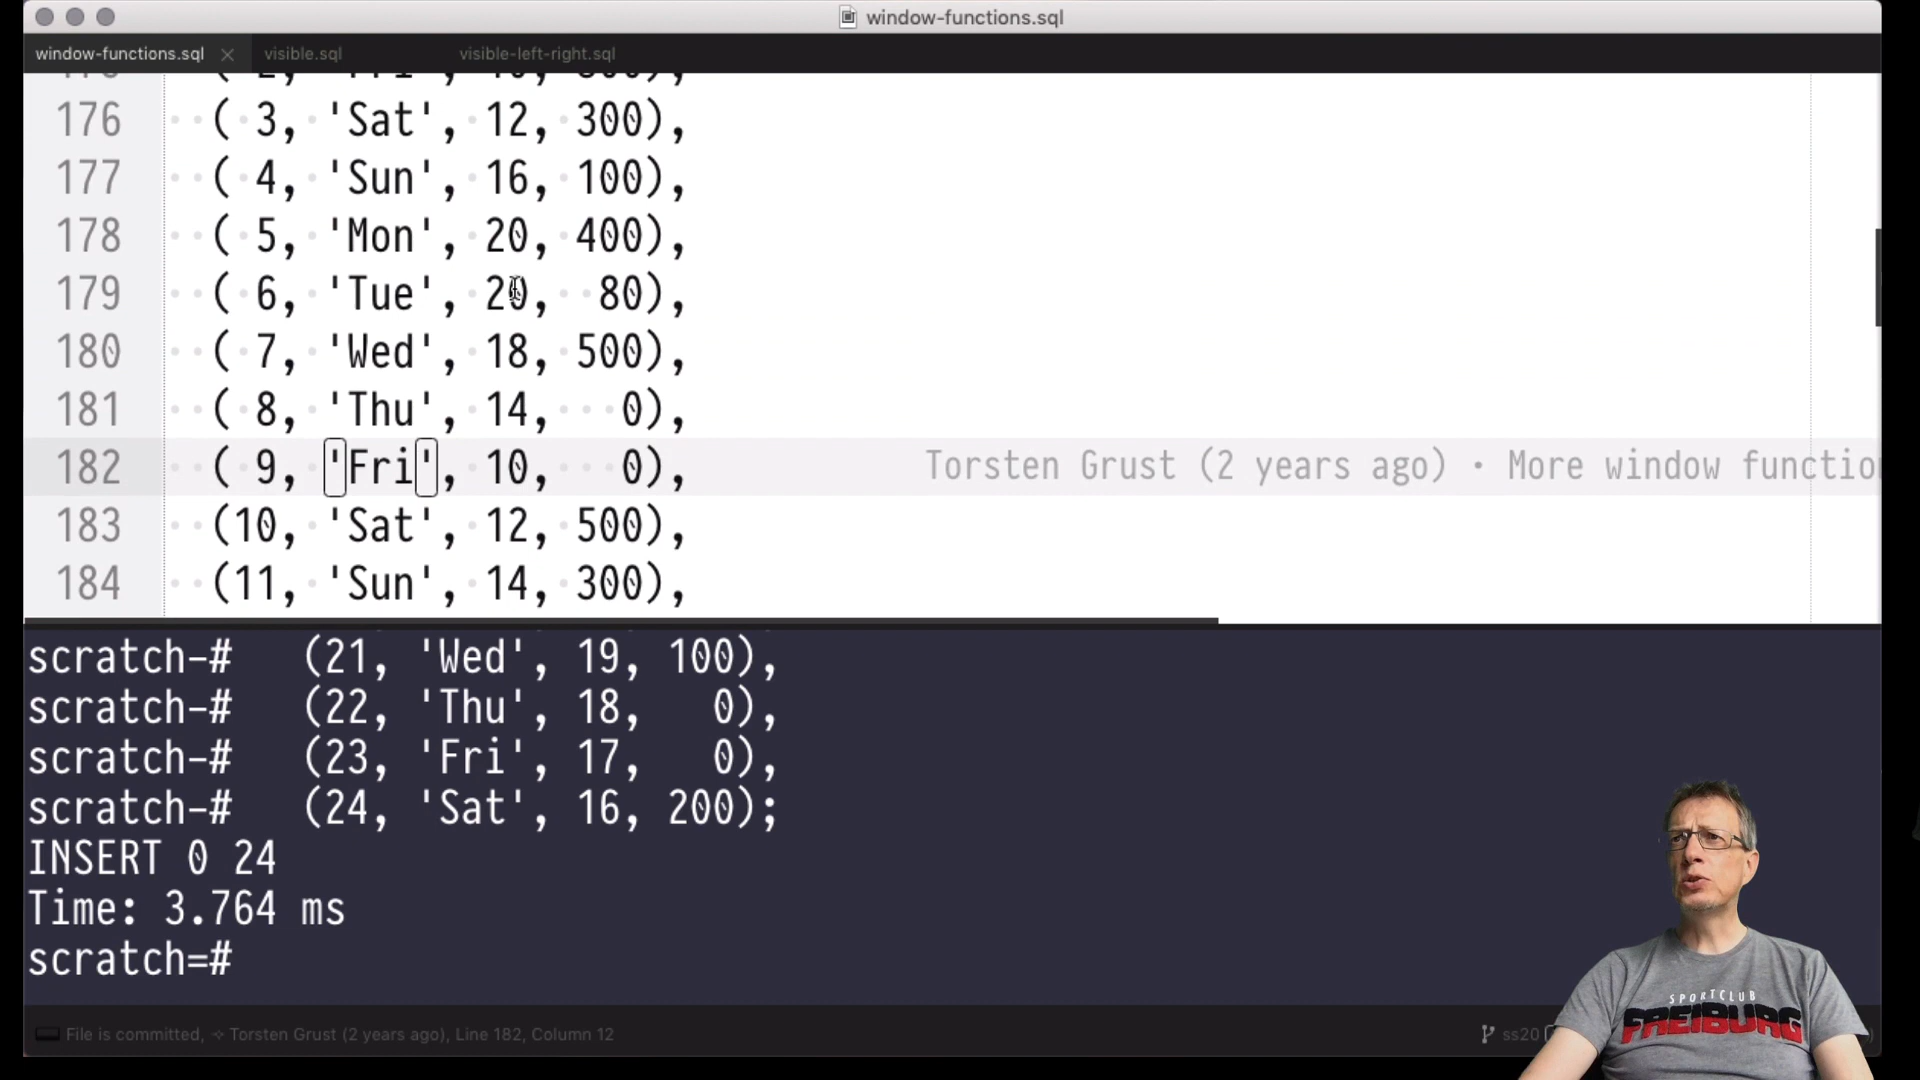 window-functions.sql
window-functions.sql visible.sql visible-left-right.sql
176 ( 3, 'Sat', 12, 300),
177 ( 4, 'Sun', 16, 100),
178 ( 5, 'Mon', 20, 400),
179 ( 6, 'Tue', 20, 80),
180 ( 7, 'Wed', 18, 500),
181 ( 8, 'Thu', 14, 0),
182 ( 9, 'Fri', 10, 0), Torsten Grust (2 years ago) • More window functio
183 (10, 'Sat', 12, 500),
184 (11, 'Sun', 14, 300),
scratch-# (21, 'Wed', 19, 100),
scratch-# (22, 'Thu', 18, 0),
scratch-# (23, 'Fri', 17, 0),
scratch-# (24, 'Sat', 16, 200);
INSERT 0 24
Time: 3.764 ms
scratch=#
File is committed, Torsten Grust (2 years ago), Line 182, Column 12
ss20
SPORTCLUB
FREIBURG